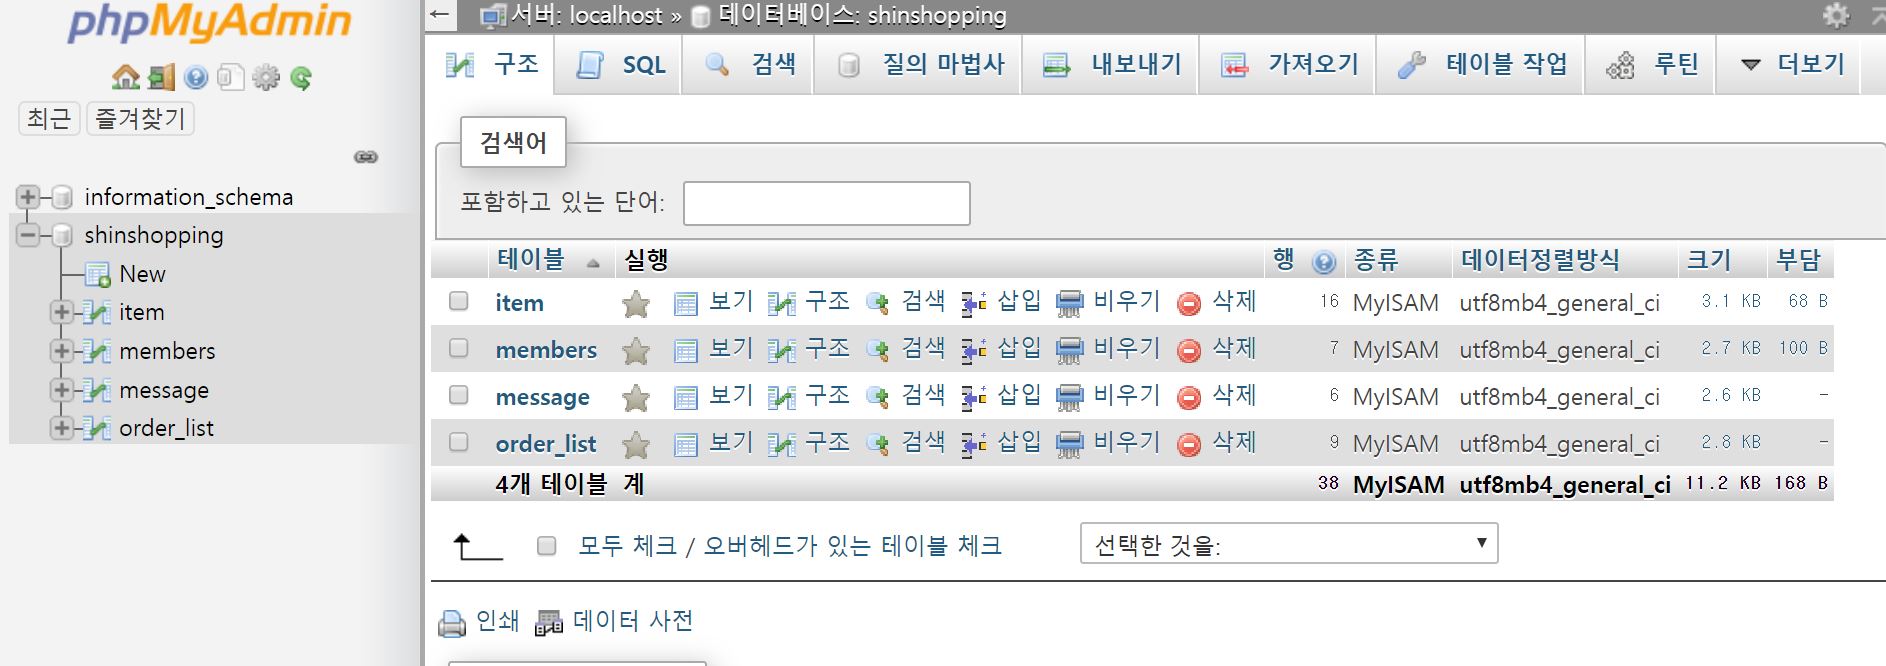 phpMyAdmin
최근 즐겨찾기
information_schema
shinshopping
New
item
members
message
order_list
서버: localhost » 데이터베이스: shinshopping
구조 SQL 검색 질의 마법사 내보내기 가져오기 테이블 작업 루틴 더보기
검색어
포함하고 있는 단어:
테이블 실행 행 종류 데이터정렬방식 크기 부담
item 보기 구조 검색 삽입 비우기 삭제 16 MyISAM utf8mb4_general_ci 3.1 KB 68 B
members 보기 구조 검색 삽입 비우기 삭제 7 MyISAM utf8mb4_general_ci 2.7 KB 100 B
message 보기 구조 검색 삽입 비우기 삭제 6 MyISAM utf8mb4_general_ci 2.6 KB -
order_list 보기 구조 검색 삽입 비우기 삭제 9 MyISAM utf8mb4_general_ci 2.8 KB -
4개 테이블 계 38 MyISAM utf8mb4_general_ci 11.2 KB 168 B
모두 체크 / 오버헤드가 있는 테이블 체크 선택한 것을:
인쇄 데이터 사전